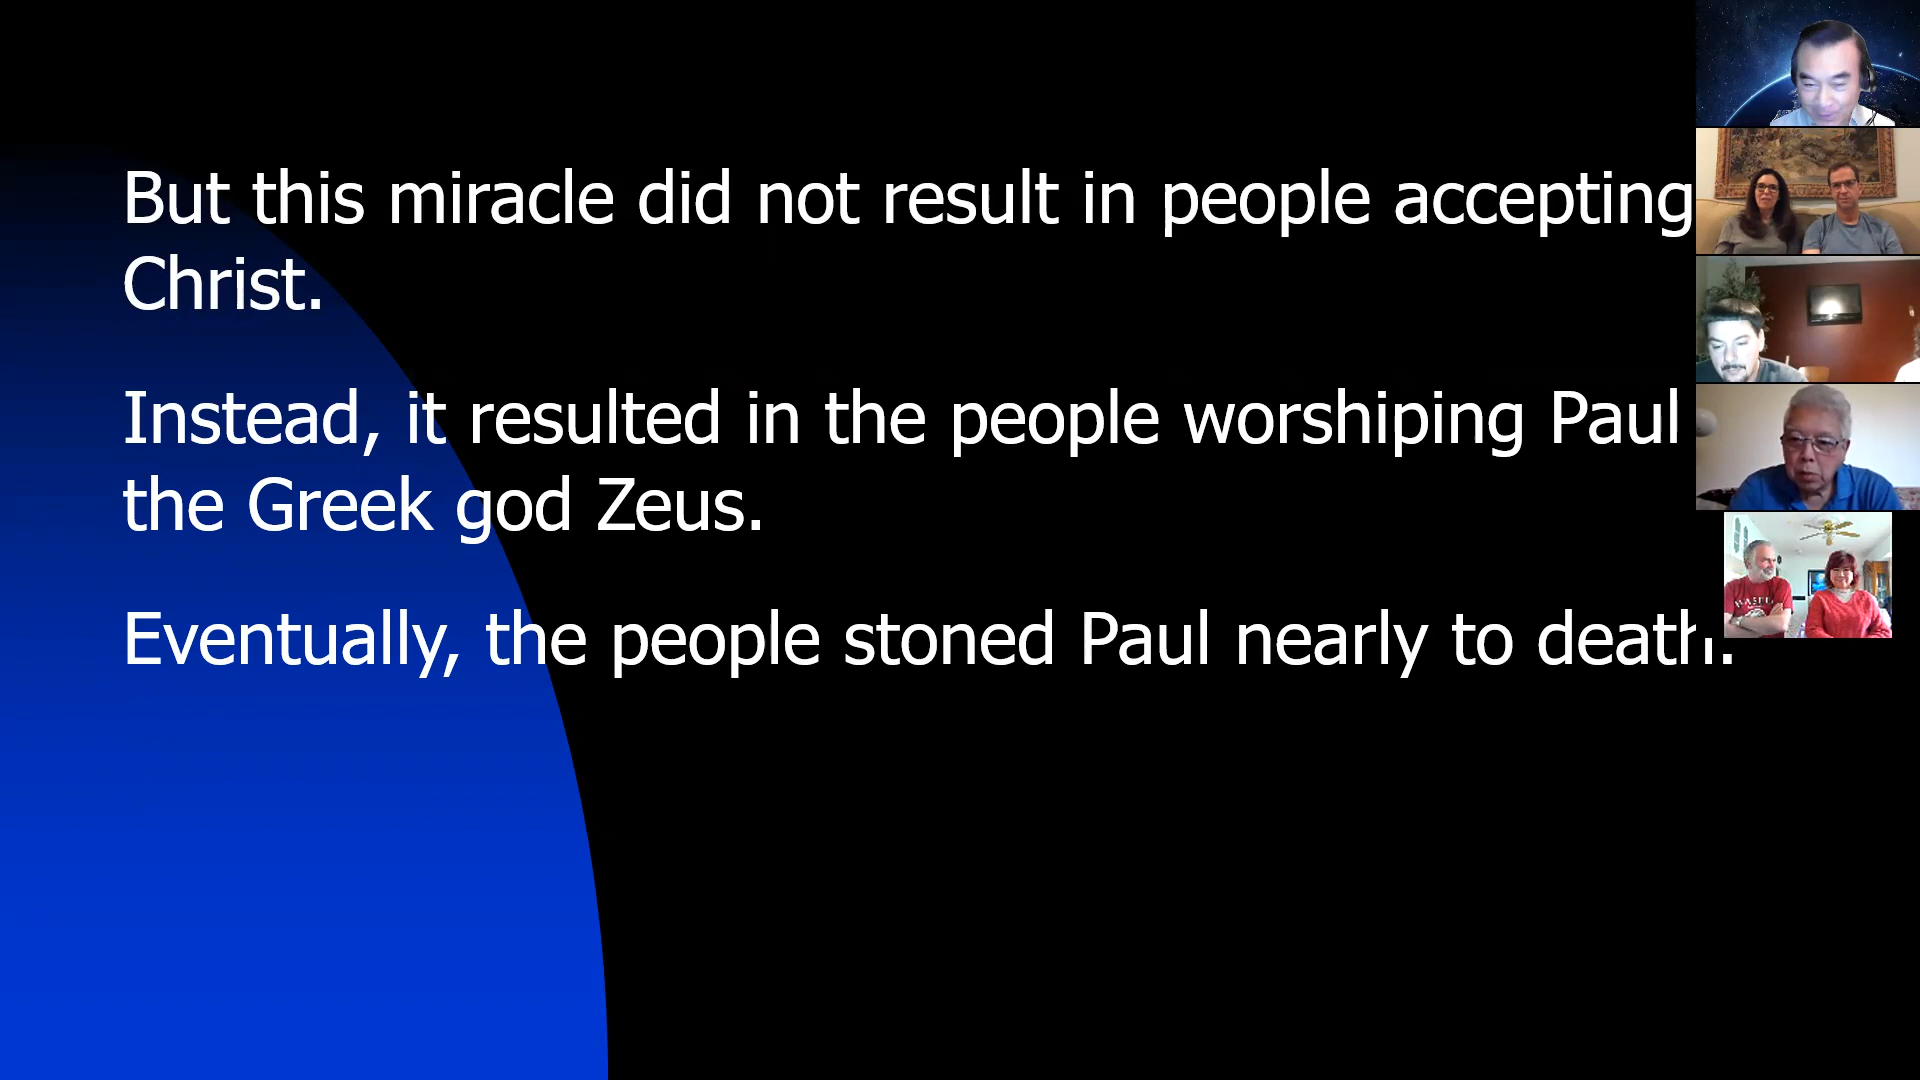 But this miracle did not result in people accepting
Christ.
Instead, it resulted in the people worshiping Paul
the Greek god Zeus.
Eventually, the people stoned Paul nearly to death.